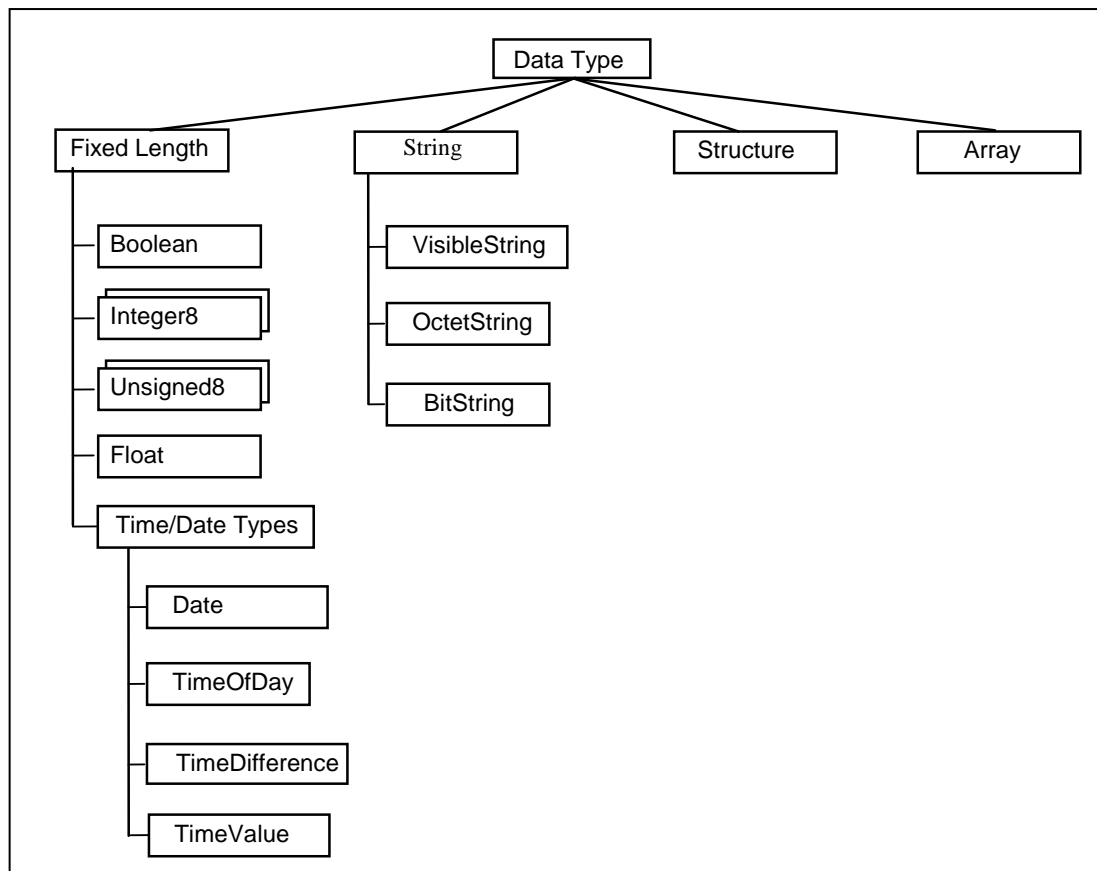 Data Type
Fixed Length
String
Structure
Array
Boolean
VisibleString
Integer8
OctetString
Unsigned8
BitString
Float
Time/Date Types
Date
TimeOfDay
TimeDifference
TimeValue